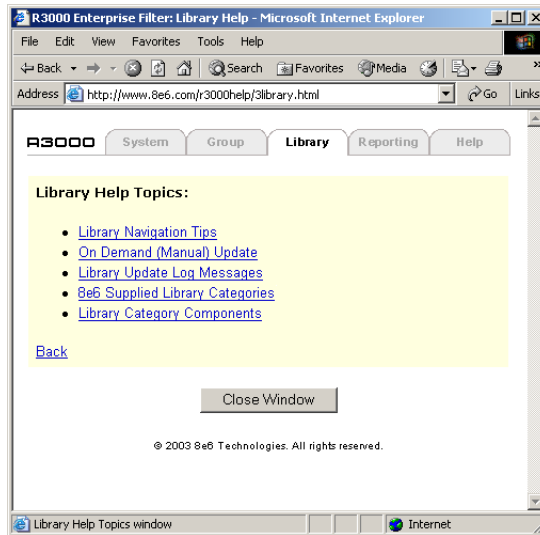 R3000 Enterprise Filter: Library Help - Microsoft Internet Explorer
File Edit View Favorites Tools Help
Back Search Favorites Media »
Address http://www.8e6.com/r3000help/3library.html Go Links
R3000 System Group Library Reporting Help
Library Help Topics:
• Library Navigation Tips
• On Demand (Manual) Update
• Library Update Log Messages
• 8e6 Supplied Library Categories
• Library Category Components
Back
Close Window
© 2003 8e6 Technologies. All rights reserved.
Library Help Topics window Internet